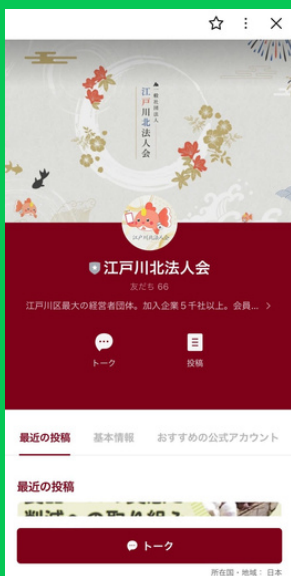 一般社団法人
江戸川北法人会
江戸川北法人会
江戸川北法人会
友だち 66
江戸川区最大の経営者団体。加入企業5千社以上。会員...
トーク
投稿
最近の投稿 基本情報 おすすめの公式アカウント
最近の投稿
トーク
所在国・地域： 日本